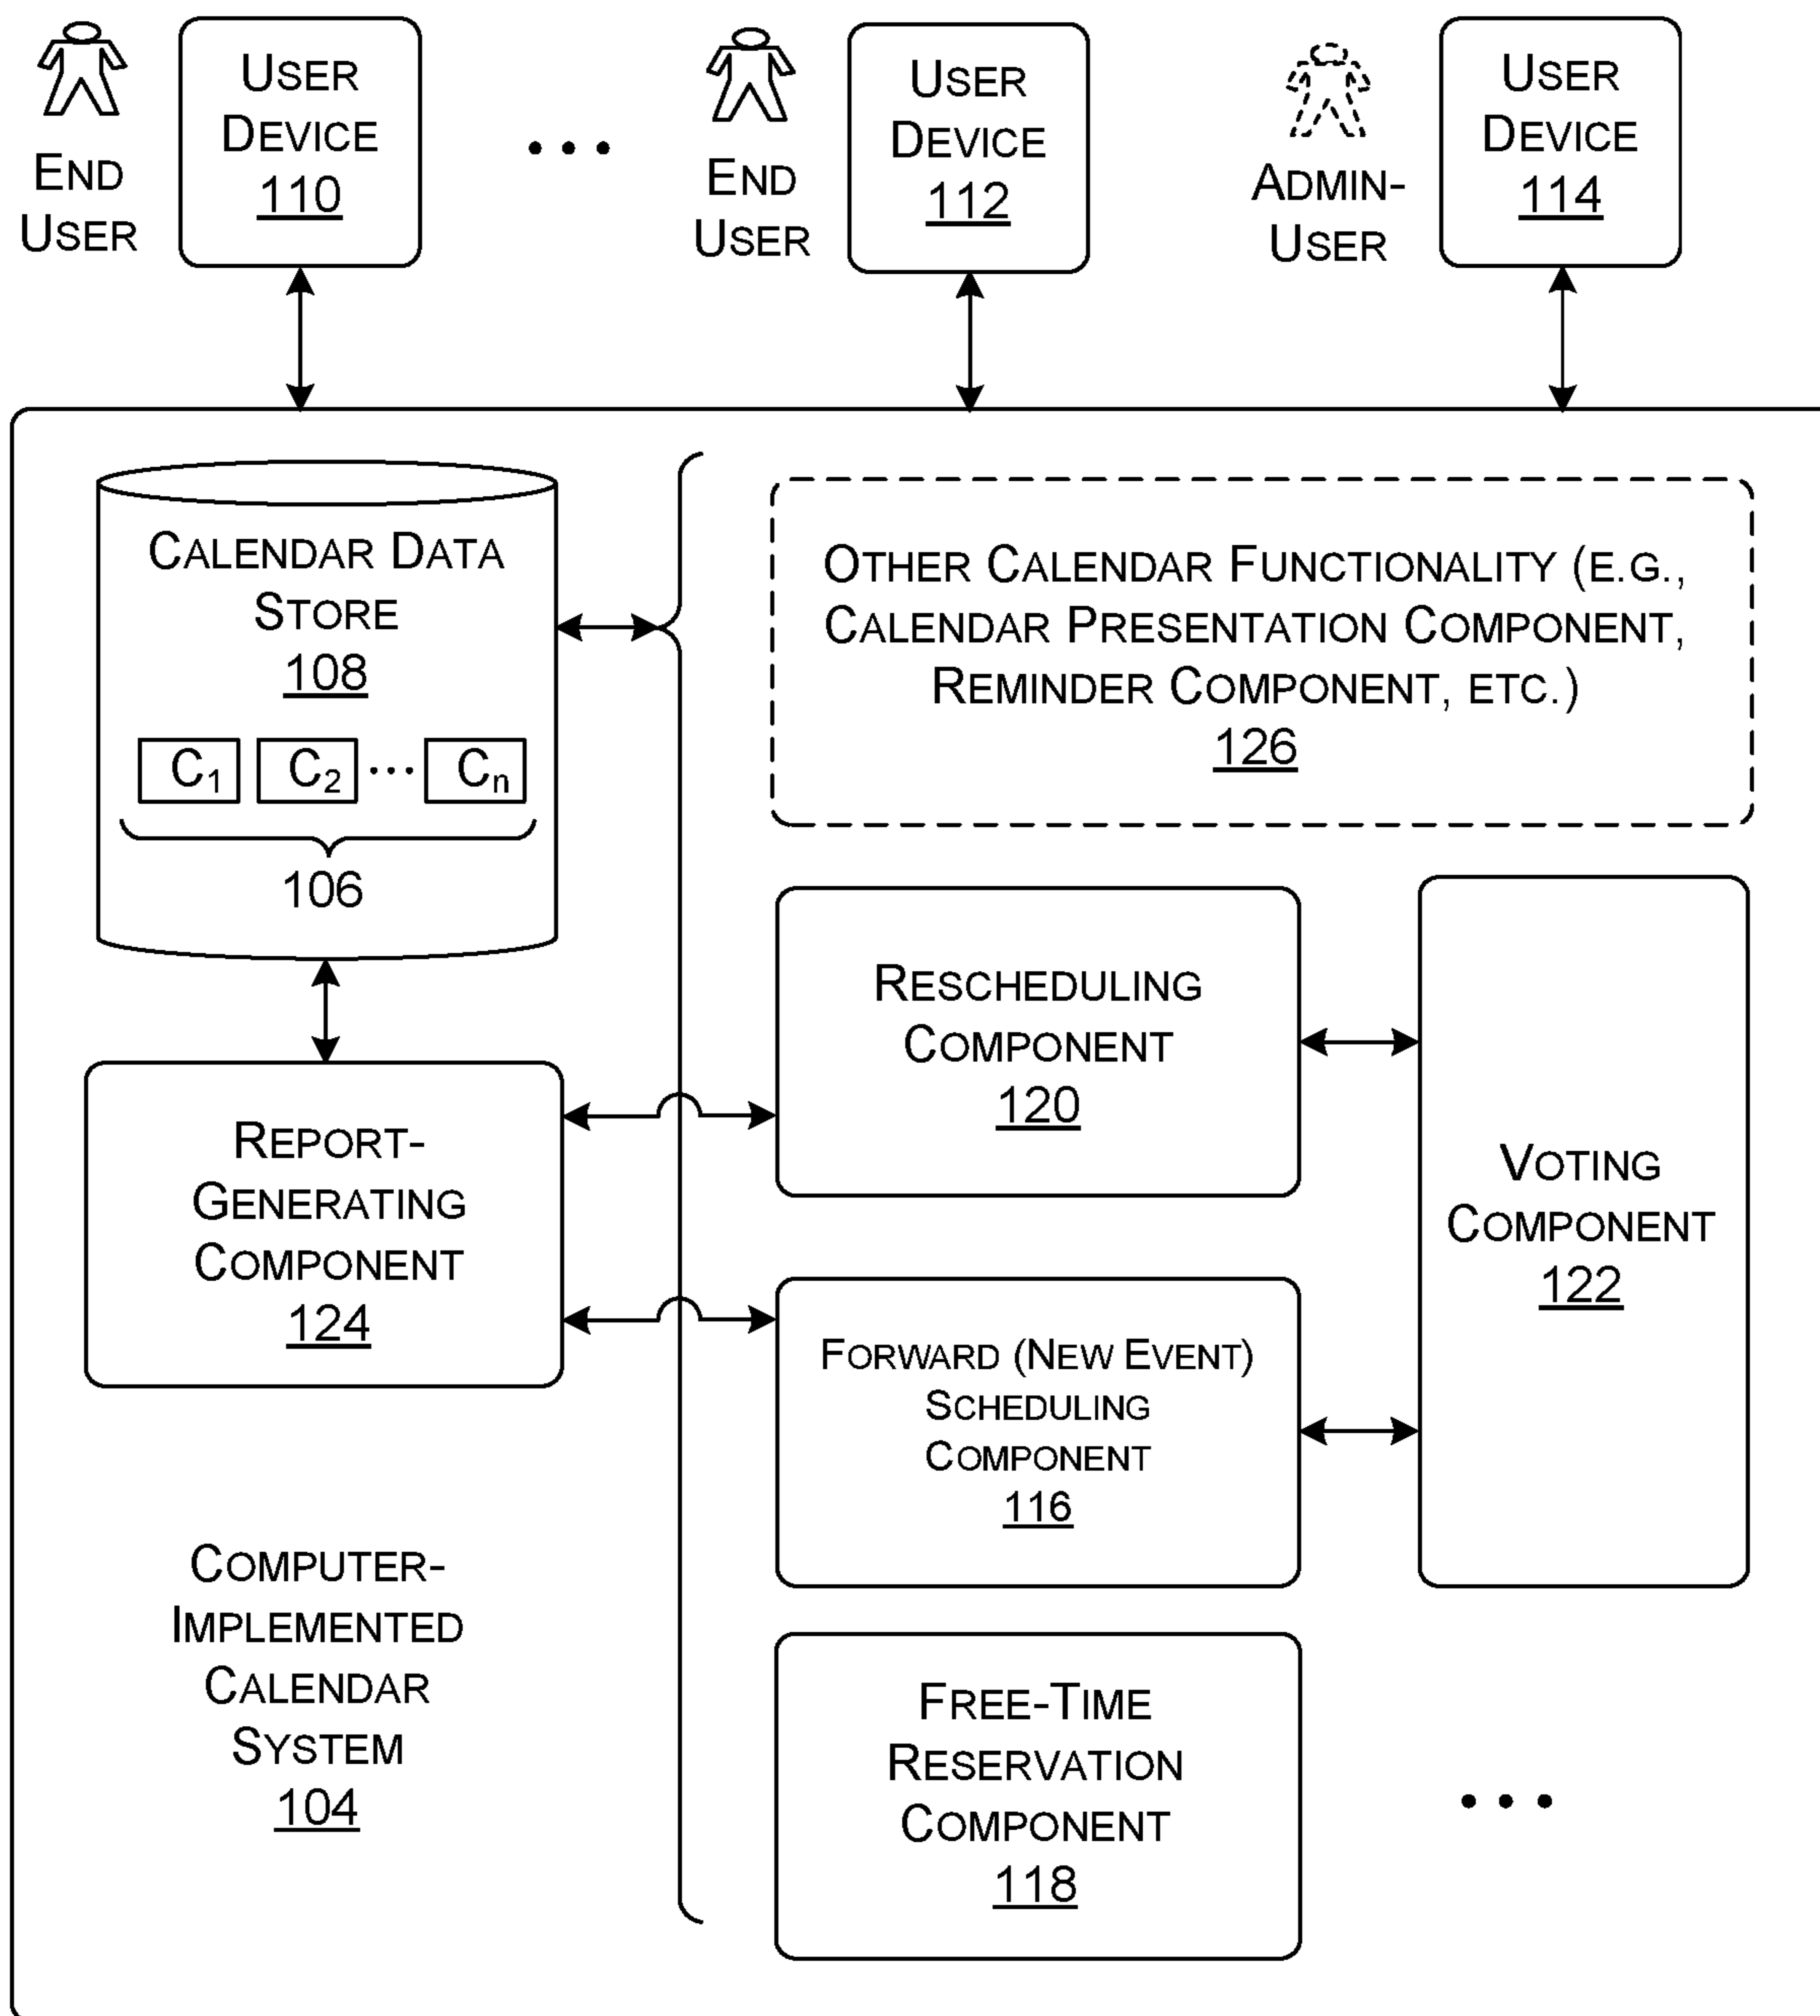 END
USER
USER
DEVICE
110
• • •
END
USER
USER
DEVICE
112
ADMIN-
USER
USER
DEVICE
114
CALENDAR DATA
STORE
108
C1 C2 ••• Cn
106
OTHER CALENDAR FUNCTIONALITY (E.G.,
CALENDAR PRESENTATION COMPONENT,
REMINDER COMPONENT, ETC.)
126
RESCHEDULING
COMPONENT
120
VOTING
COMPONENT
122
REPORT-
GENERATING
COMPONENT
124
FORWARD (NEW EVENT)
SCHEDULING
COMPONENT
116
COMPUTER-
IMPLEMENTED
CALENDAR
SYSTEM
104
FREE-TIME
RESERVATION
COMPONENT
118
• • •